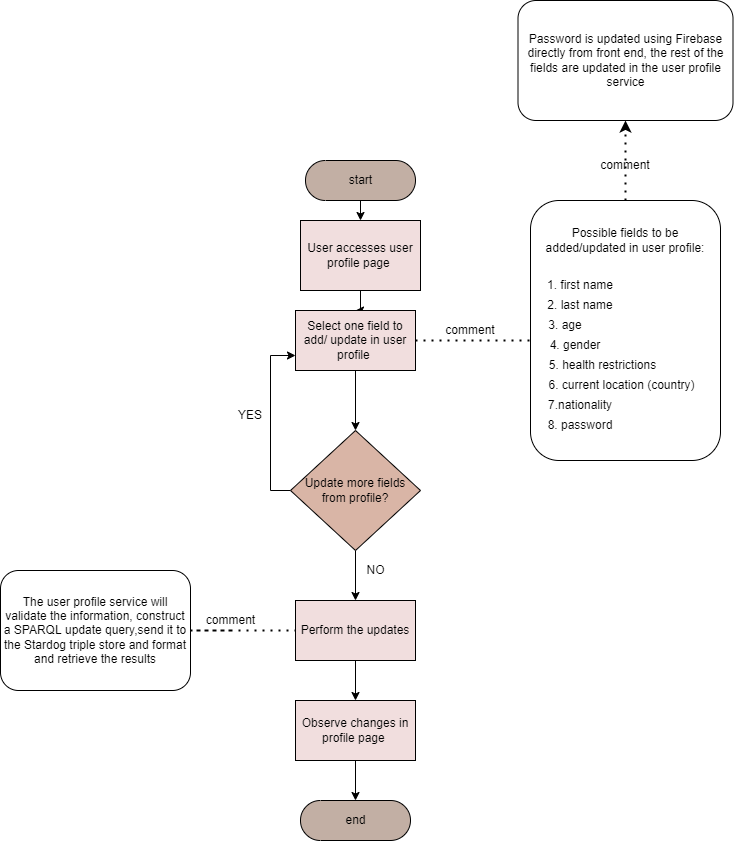 Password is updated using Firebase
directly from front end, the rest of the
fields are updated in the user profile
service
comment
start
User accesses user
profile page
Possible fields to be
added/updated in user profile:
1. first name
2. last name
3. age
4. gender
5. health restrictions
6. current location (country)
7.nationality
8. password
Select one field to
add/ update in user
profile
comment
YES
Update more fields
from profile?
NO
The user profile service will
validate the information, construct
a SPARQL update query,send it to
the Stardog triple store and format
and retrieve the results
comment
Perform the updates
Observe changes in
profile page
end